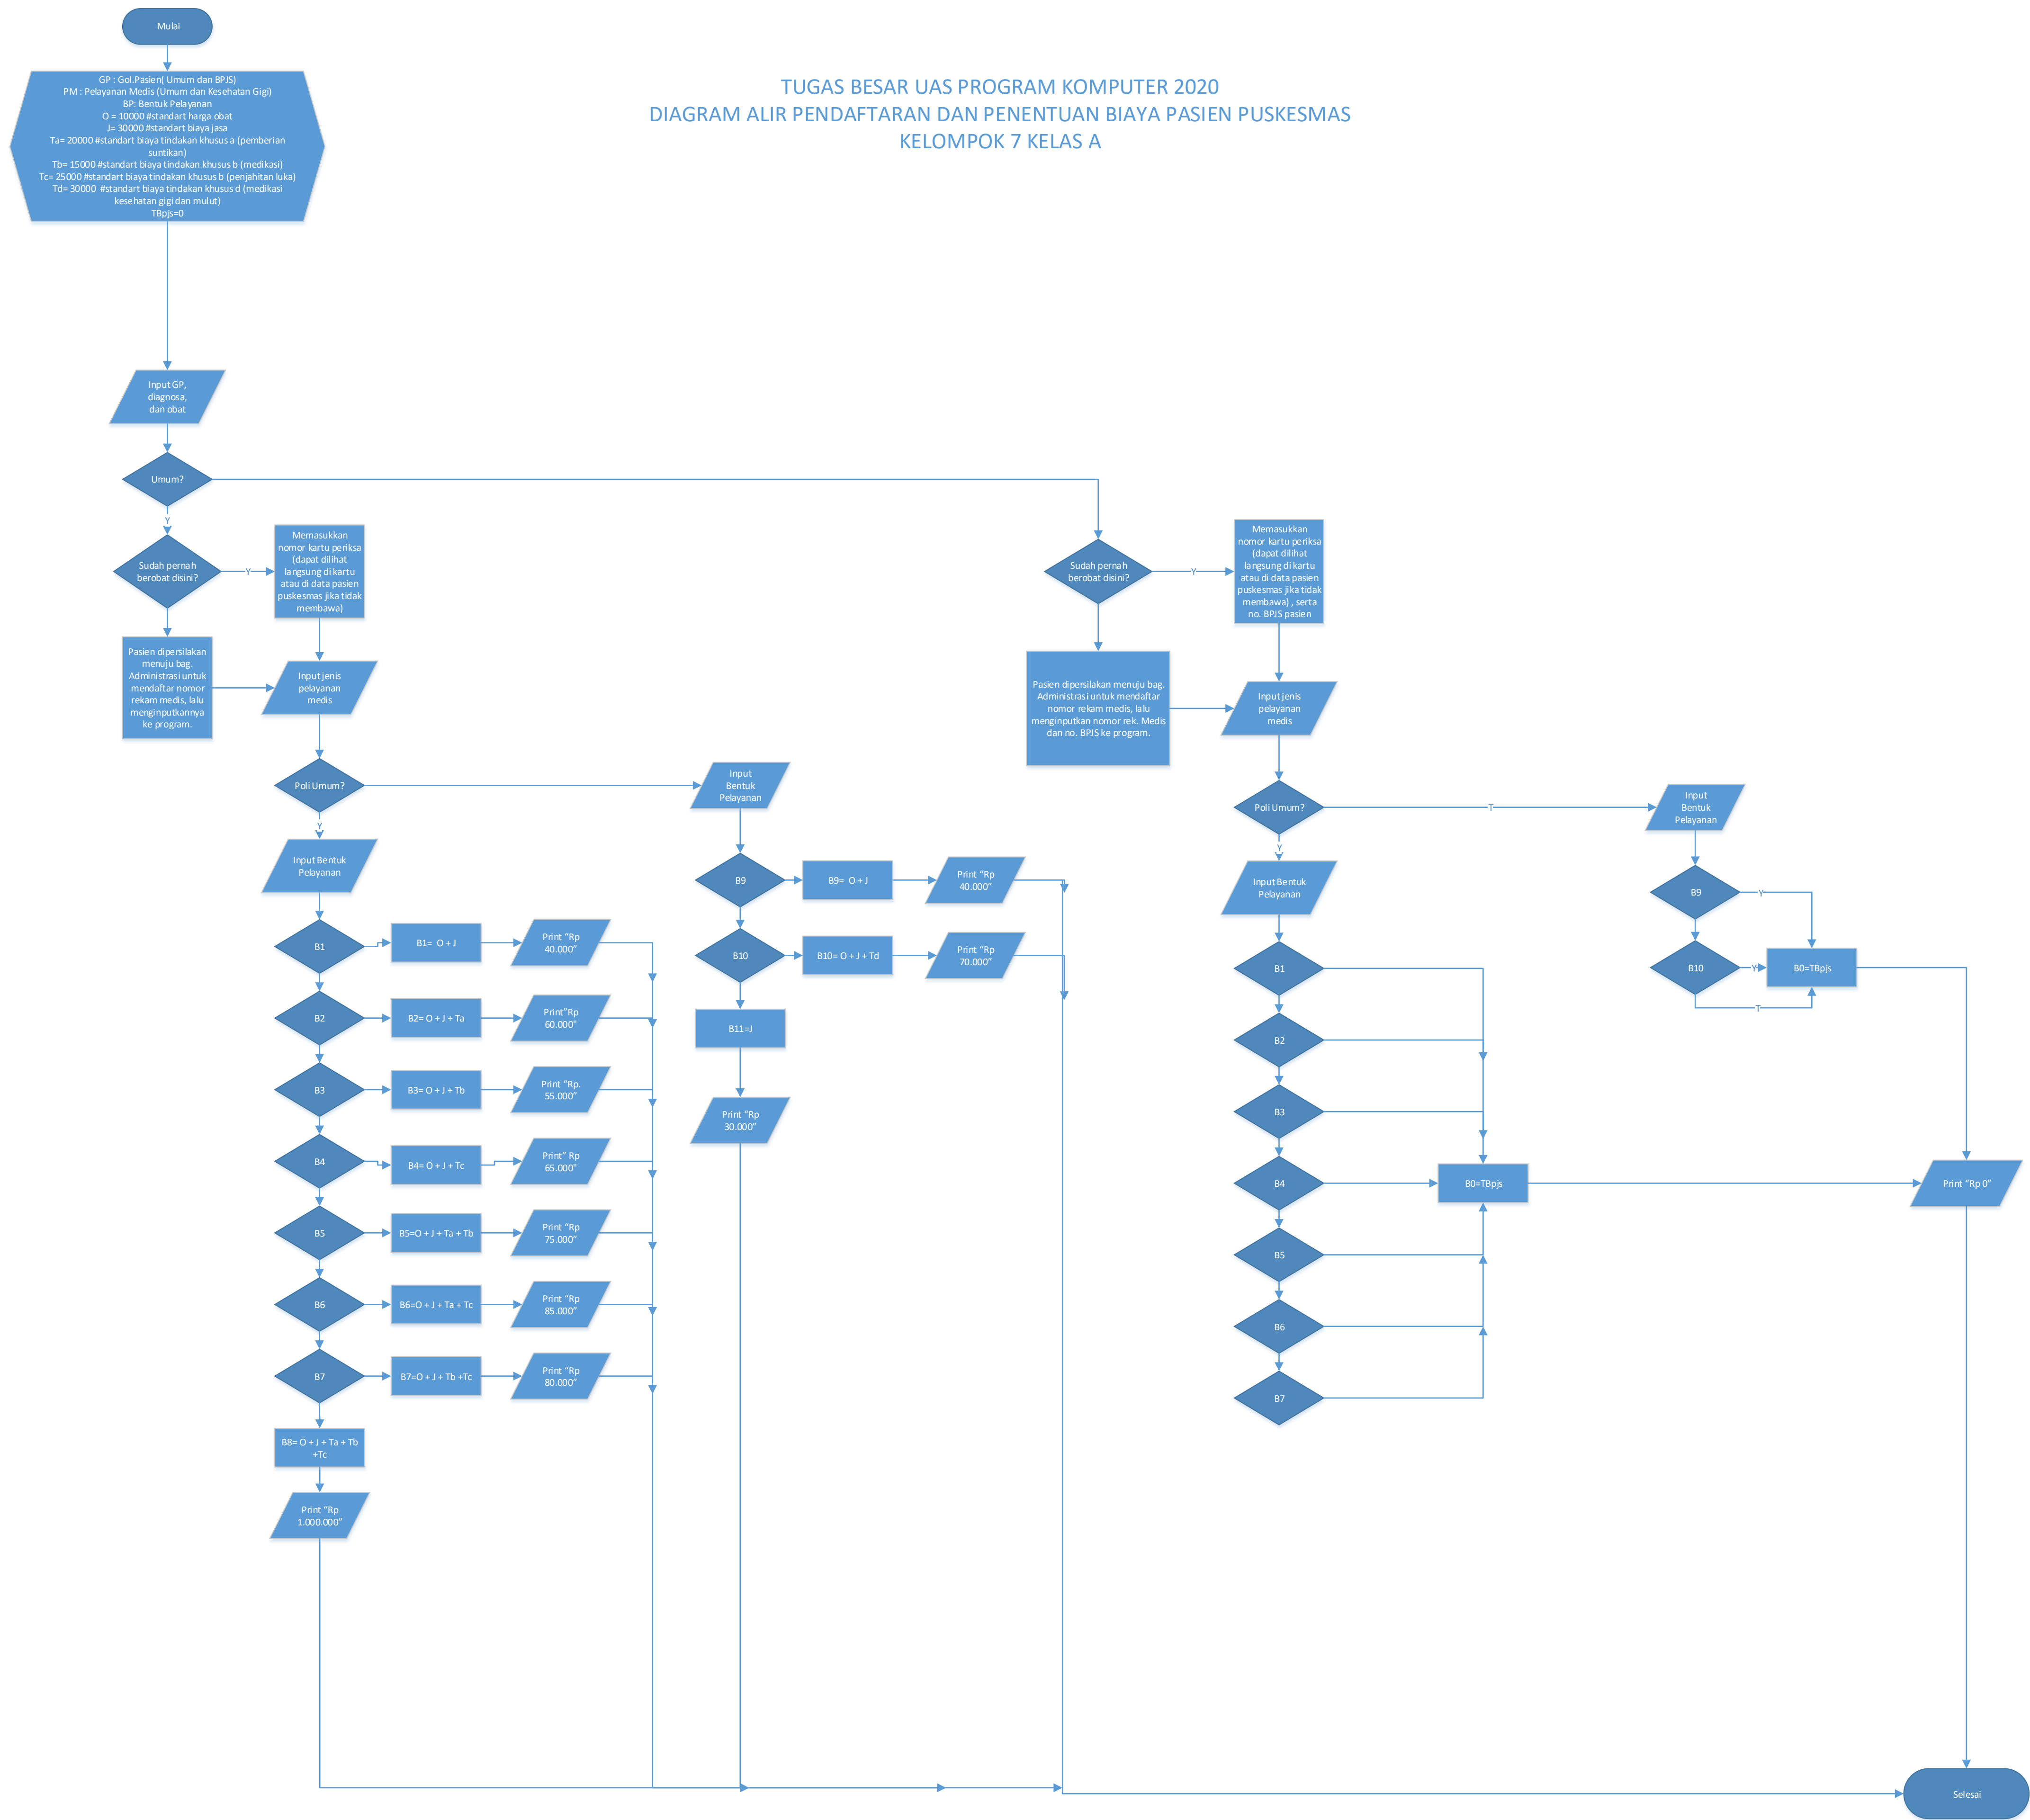 Mulai
GP : Gol.Pasien( Umum dan BPJS)
PM : Pelayanan Medis (Umum dan Kesehatan Gigi)
BP: Bentuk Pelayanan
O = 10000 #standart harga obat
J= 30000 #standart biaya jasa
Ta= 20000 #standart biaya tindakan khusus a (pemberian
suntikan)
Tb= 15000 #standart biaya tindakan khusus b (medikasi)
Tc= 25000 #standart biaya tindakan khusus b (penjahitan luka)
Td= 30000 #standart biaya tindakan khusus d (medikasi
kesehatan gigi dan mulut)
TBpjs=0
TUGAS BESAR UAS PROGRAM KOMPUTER 2020
DIAGRAM ALIR PENDAFTARAN DAN PENENTUAN BIAYA PASIEN PUSKESMAS
KELOMPOK 7 KELAS A
Input GP,
diagnosa,
dan obat
Umum?
Y
Sudah pernah
berobat disini?
Y
Memasukkan
nomor kartu periksa
(dapat dilihat
langsung di kartu
atau di data pasien
puskesmas jika tidak
membawa)
Pasien dipersilakan
menuju bag.
Administrasi untuk
mendaftar nomor
rekam medis, lalu
menginputkannya
ke program.
Input jenis
pelayanan
medis
Poli Umum?
Y
Input Bentuk
Pelayanan
B1
B1= O + J
Print “Rp
40.000”
B2
B2= O + J + Ta
Print”Rp
60.000"
B3
B3= O + J + Tb
Print “Rp.
55.000”
B4
B4= O + J + Tc
Print” Rp
65.000"
B5
B5=O + J + Ta + Tb
Print “Rp
75.000”
B6
B6=O + J + Ta + Tc
Print “Rp
85.000”
B7
B7=O + J + Tb +Tc
Print “Rp
80.000”
B8= O + J + Ta + Tb
+Tc
Print “Rp
1.000.000”
Input
Bentuk
Pelayanan
B9
B9= O + J
Print “Rp
40.000”
B10
B10= O + J + Td
Print “Rp
70.000”
B11=J
Print “Rp
30.000”
Sudah pernah
berobat disini?
Y
Memasukkan
nomor kartu periksa
(dapat dilihat
langsung di kartu
atau di data pasien
puskesmas jika tidak
membawa) , serta
no. BPJS pasien
Pasien dipersilakan menuju bag.
Administrasi untuk mendaftar
nomor rekam medis, lalu
menginputkan nomor rek. Medis
dan no. BPJS ke program.
Input jenis
pelayanan
medis
Poli Umum?
T
Y
Input Bentuk
Pelayanan
B1
B2
B3
B4
B5
B6
B7
B0=TBpjs
Input
Bentuk
Pelayanan
B9
Y
B10
Y
T
B0=TBpjs
Print “Rp 0”
Selesai